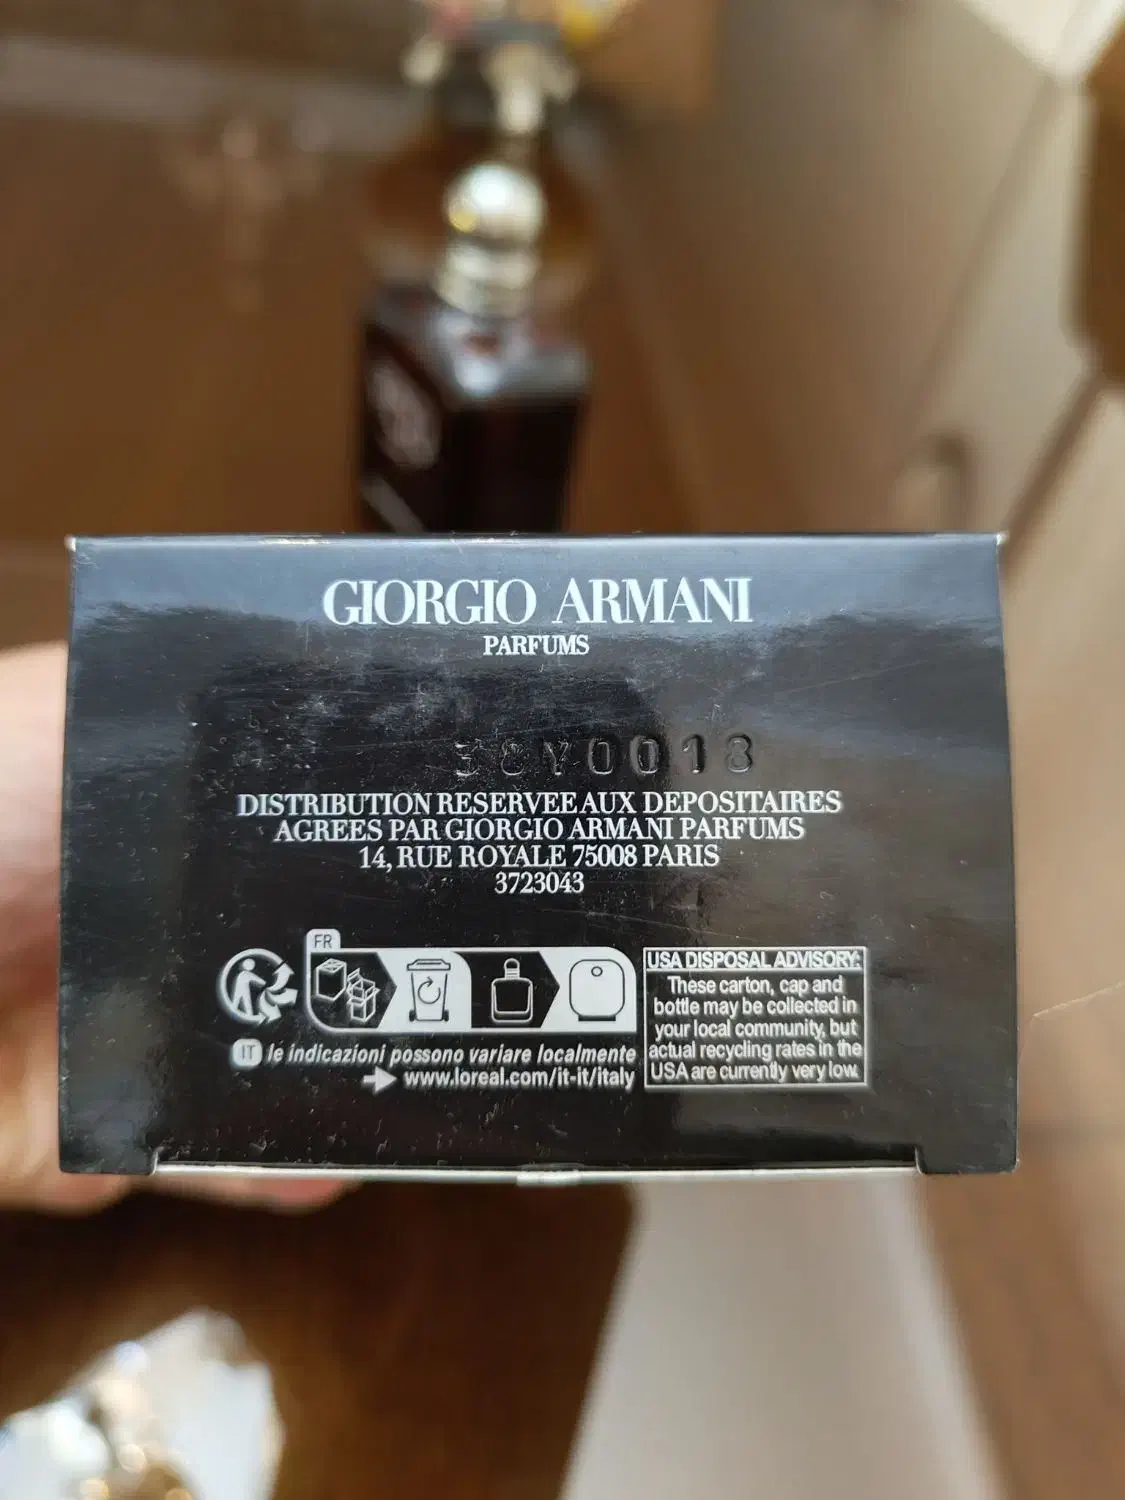 GIORGIO ARMANI
PARFUMS
38Y0018
DISTRIBUTION RESERVEE AUX DEPOSITAIRES
AGREES PAR GIORGIO ARMANI PARFUMS
14, RUE ROYALE 75008 PARIS
3723043
FR
IT le indicazioni possono variare localmente
www.loreal.com/it-it/italy
USA DISPOSAL ADVISORY:
These carton, cap and
bottle may be collected in
your local community, but
actual recycling rates in the
USA are currently very low.